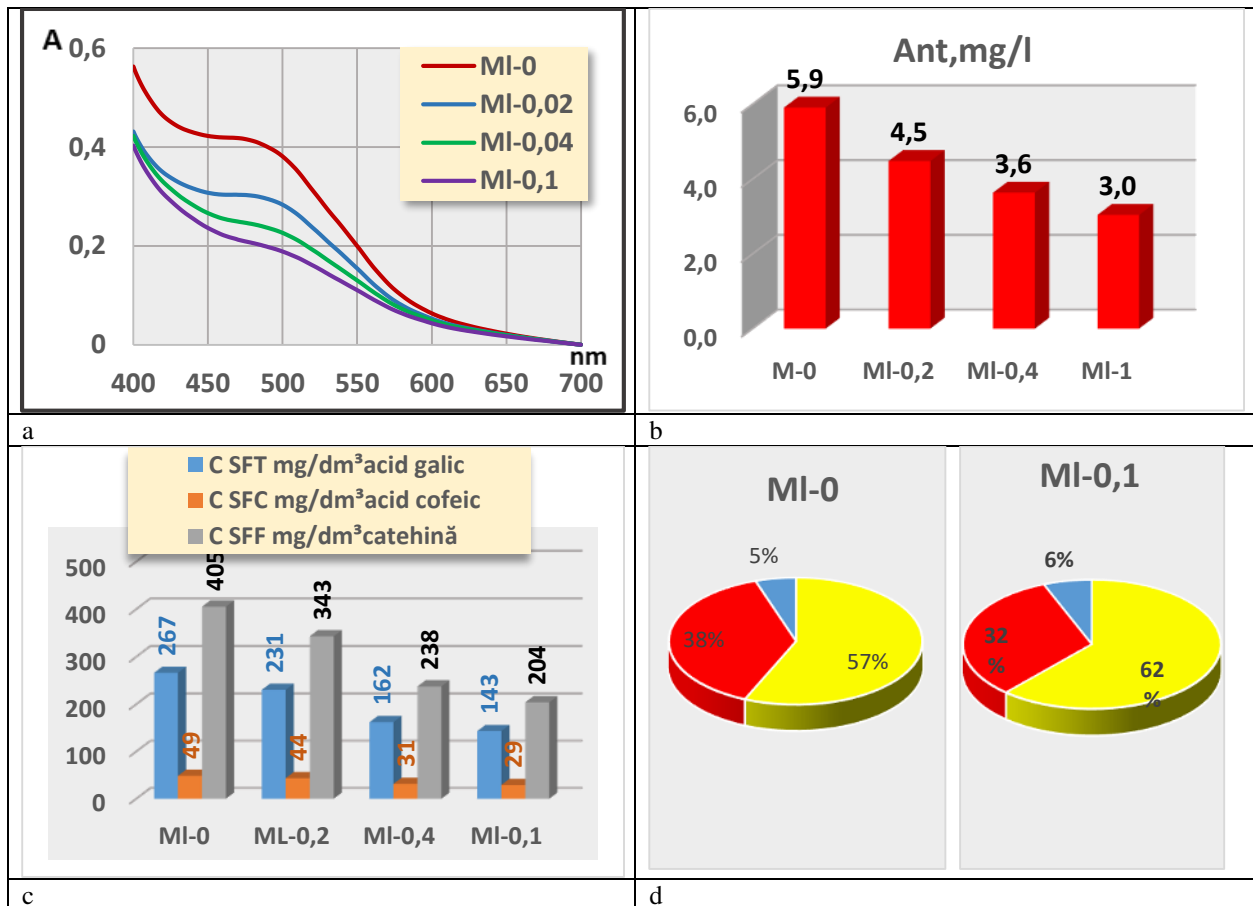 A
0,6
0,4
0,2
0
Ml-0
Ml-0,02
Ml-0,04
Ml-0,1
nm
400 450 500 550 600 650 700
a
Ant,mg/l
6,0
4,0
2,0
0,0
5,9
4,5
3,6
3,0
M-0 Ml-0,2 Ml-0,4 Ml-1
b
C SFT mg/dm³acid galic
C SFC mg/dm³acid cofeic
C SFF mg/dm³catehină
500
400
300
200
100
0
267 49 405
231 44 343
162 31 238
143 29 204
Ml-0 ML-0,2 Ml-0,4 Ml-0,1
c
Ml-0
5%
38%
57%
Ml-0,1
6%
32
%
62
%
d